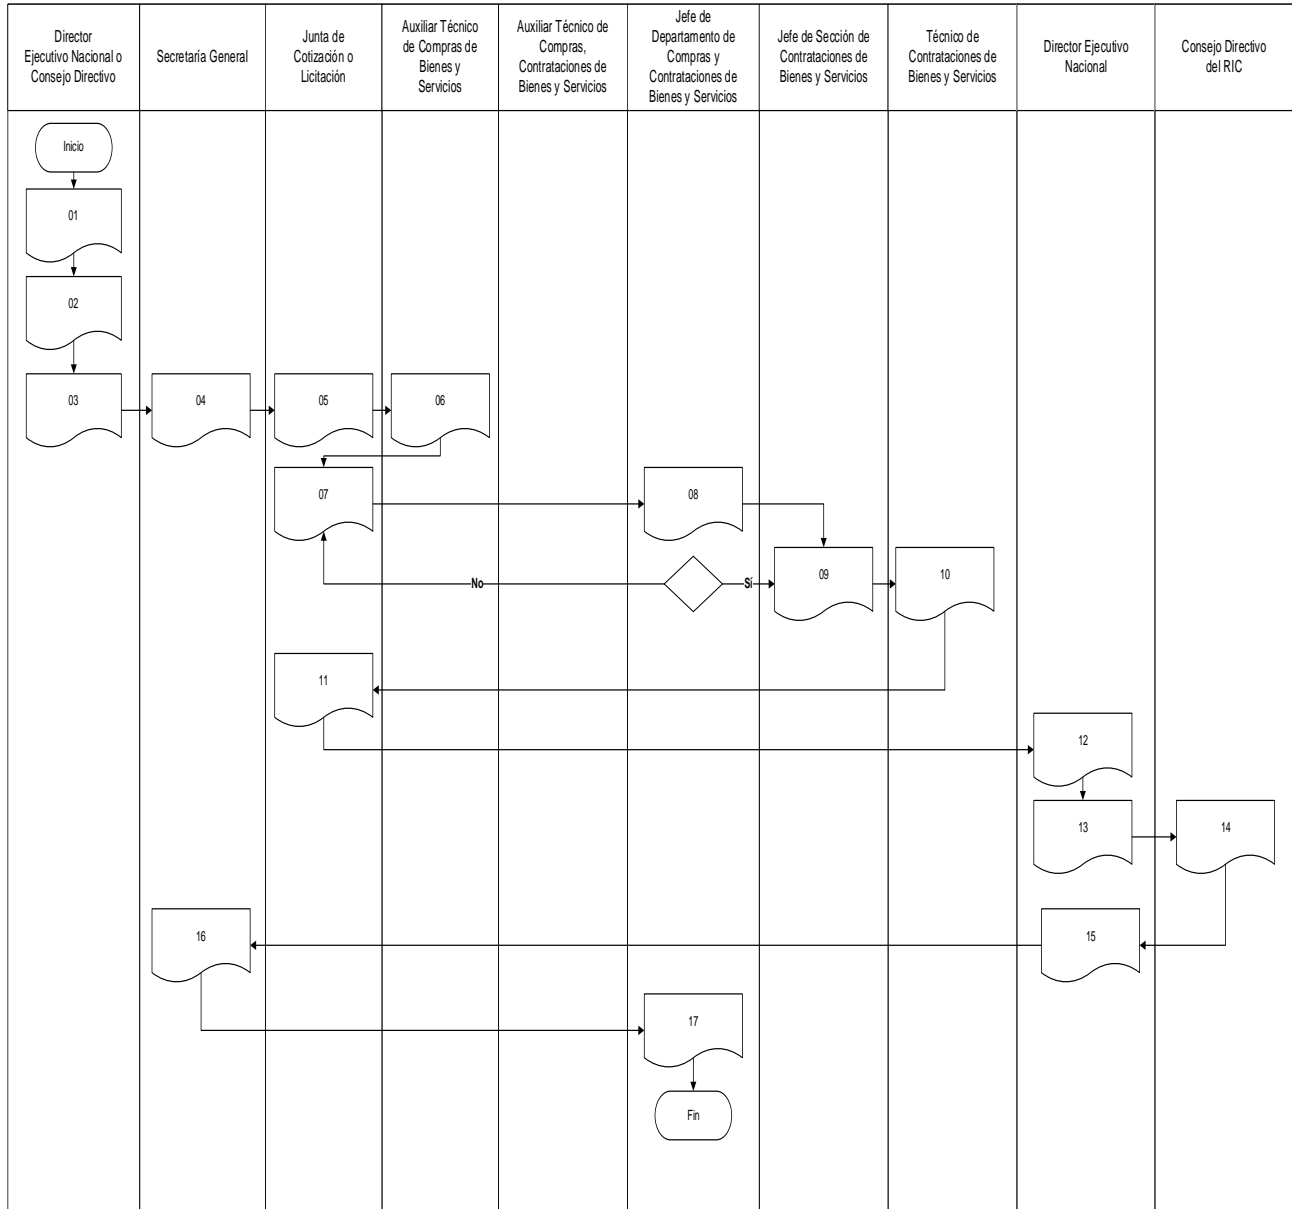 Director
Ejecutivo Nacional o
Consejo Directivo
Secretaría General
Junta de
Cotización o
Licitación
Auxiliar Técnico
de Compras de
Bienes y
Servicios
Auxiliar Técnico de
Compras,
Contrataciones de
Bienes y Servicios
Jefe de
Departamento de
Compras y
Contrataciones de
Bienes y Servicios
Jefe de Sección de
Contrataciones de
Bienes y Servicios
Técnico de
Contrataciones de
Bienes y Servicios
Director Ejecutivo
Nacional
Consejo Directivo
del RIC
Inicio
01
02
03
04
05
06
07
08
No
Sí
09
10
11
12
13
14
15
16
17
Fin